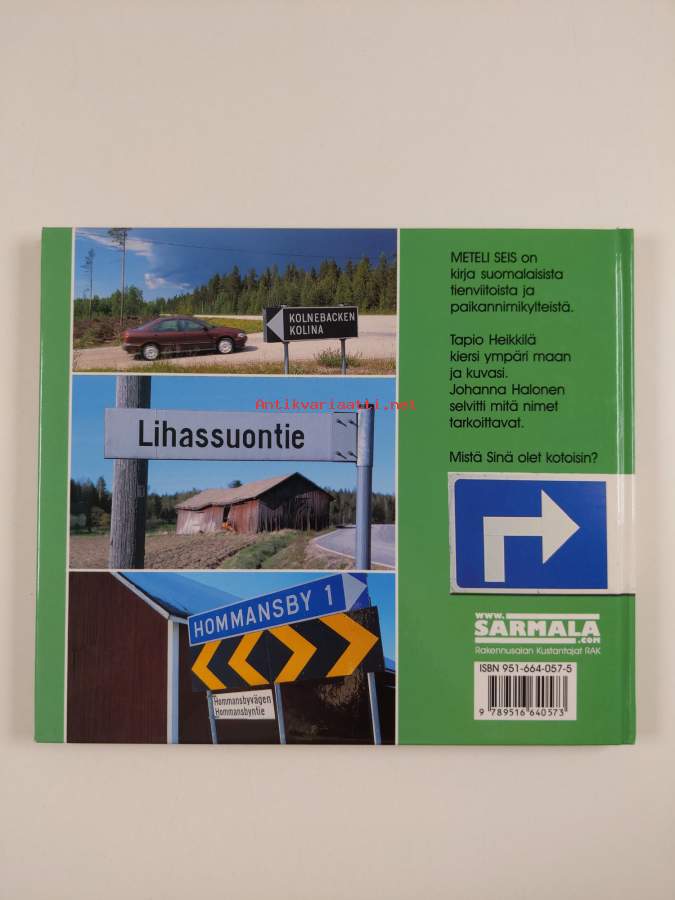 KOLNEBACKEN
KOLINA
Antikvariaatti.net
Lihassuontie
HOMMANSBY 1
Hommansbyvägen
Hommansbyntie
METELI SEIS on
kirja suomalaisista
tienviitoista ja
paikannimikylteistä.
Tapio Heikkilä
kiersi ympäri maan
ja kuvasi.
Johanna Halonen
selvitti mitä nimet
tarkoittavat.
Mistä Sinä olet kotoisin?
www.
SARMALA
.com
Rakennusalan Kustantajat RAK
ISBN 951-664-057-5
9 789516 640573